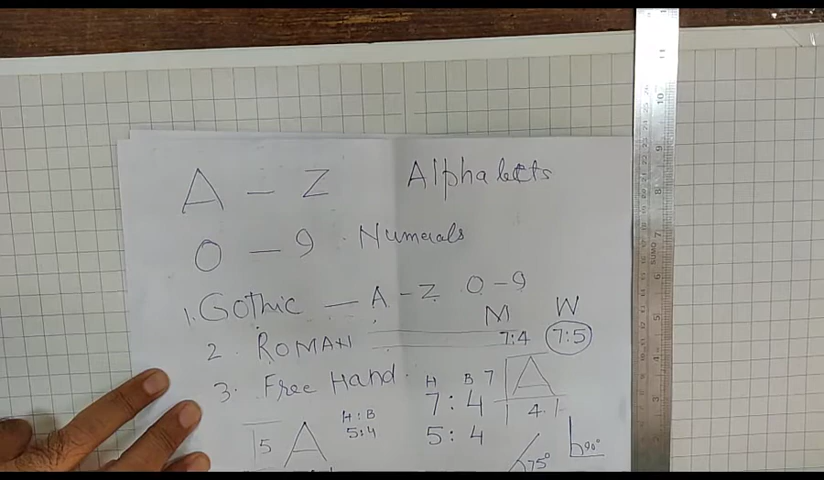 A – Z Alphabets
0 – 9 Numerals
1. Gothic — A – Z 0 – 9
M W
2. ROMAN 7:4 7:5
3. Free Hand.
H B 7 A
7:4 4
5 A H:B
5:4 5:4
75° 90°
SUMO